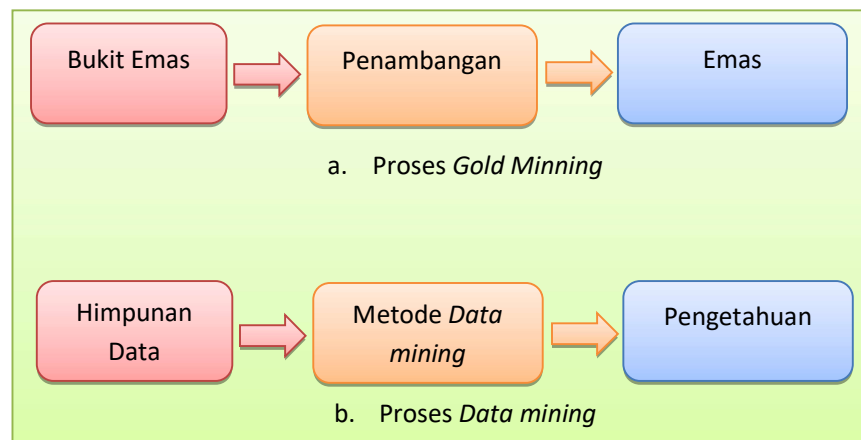 Bukit Emas
Penambangan
Emas
a. Proses Gold Minning
Himpunan
Data
Metode Data
mining
Pengetahuan
b. Proses Data mining